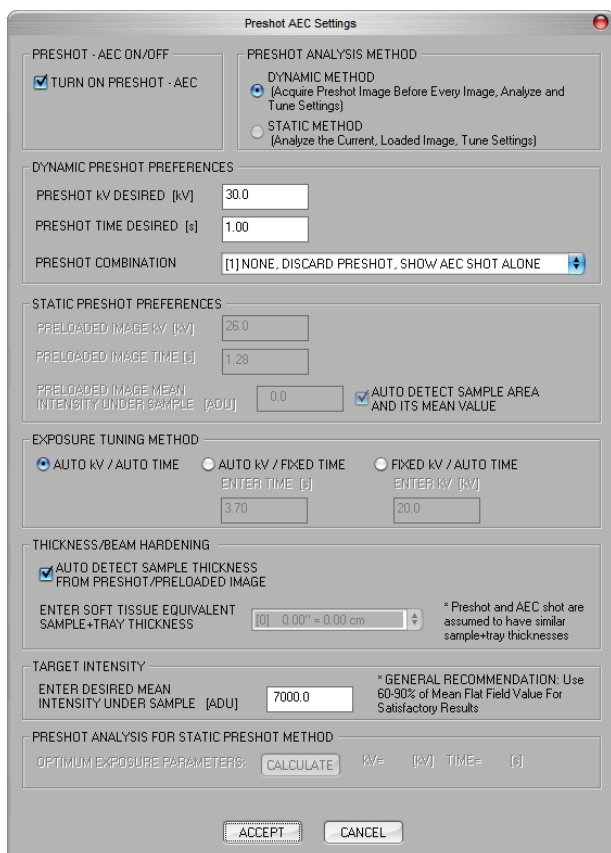 Preshot AEC Settings
PRESHOT - AEC ON/OFF
TURN ON PRESHOT - AEC
PRESHOT ANALYSIS METHOD
DYNAMIC METHOD
(Acquire Preshot Image Before Every Image, Analyze and
Tune Settings)
STATIC METHOD
(Analyze the Current, Loaded Image, Tune Settings)
DYNAMIC PRESHOT PREFERENCES
PRESHOT kV DESIRED [kV]
30.0
PRESHOT TIME DESIRED [s]
1.00
PRESHOT COMBINATION
[1] NONE, DISCARD PRESHOT, SHOW AEC SHOT ALONE
STATIC PRESHOT PREFERENCES
PRELOADED IMAGE kV [kV]
26.0
PRELOADED IMAGE TIME [s]
1.28
PRELOADED IMAGE MEAN
INTENSITY UNDER SAMPLE [ADU]
0.0
AUTO DETECT SAMPLE AREA
AND ITS MEAN VALUE
EXPOSURE TUNING METHOD
AUTO kV / AUTO TIME
AUTO kV / FIXED TIME
FIXED kV / AUTO TIME
ENTER TIME [s]
ENTER kV [kV]
3.70
20.0
THICKNESS/BEAM HARDENING
AUTO DETECT SAMPLE THICKNESS
FROM PRESHOT/PRELOADED IMAGE
ENTER SOFT TISSUE EQUIVALENT
SAMPLE+TRAY THICKNESS
[0] 0.00" = 0.00 cm
* Preshot and AEC shot are
assumed to have similar
sample+tray thicknesses
TARGET INTENSITY
ENTER DESIRED MEAN
INTENSITY UNDER SAMPLE [ADU]
7000.0
* GENERAL RECOMMENDATION: Use
60-90% of Mean Flat Field Value For
Satisfactory Results
PRESHOT ANALYSIS FOR STATIC PRESHOT METHOD
OPTIMUM EXPOSURE PARAMETERS:
CALCULATE
kV= [kV] TIME= [s]
ACCEPT
CANCEL